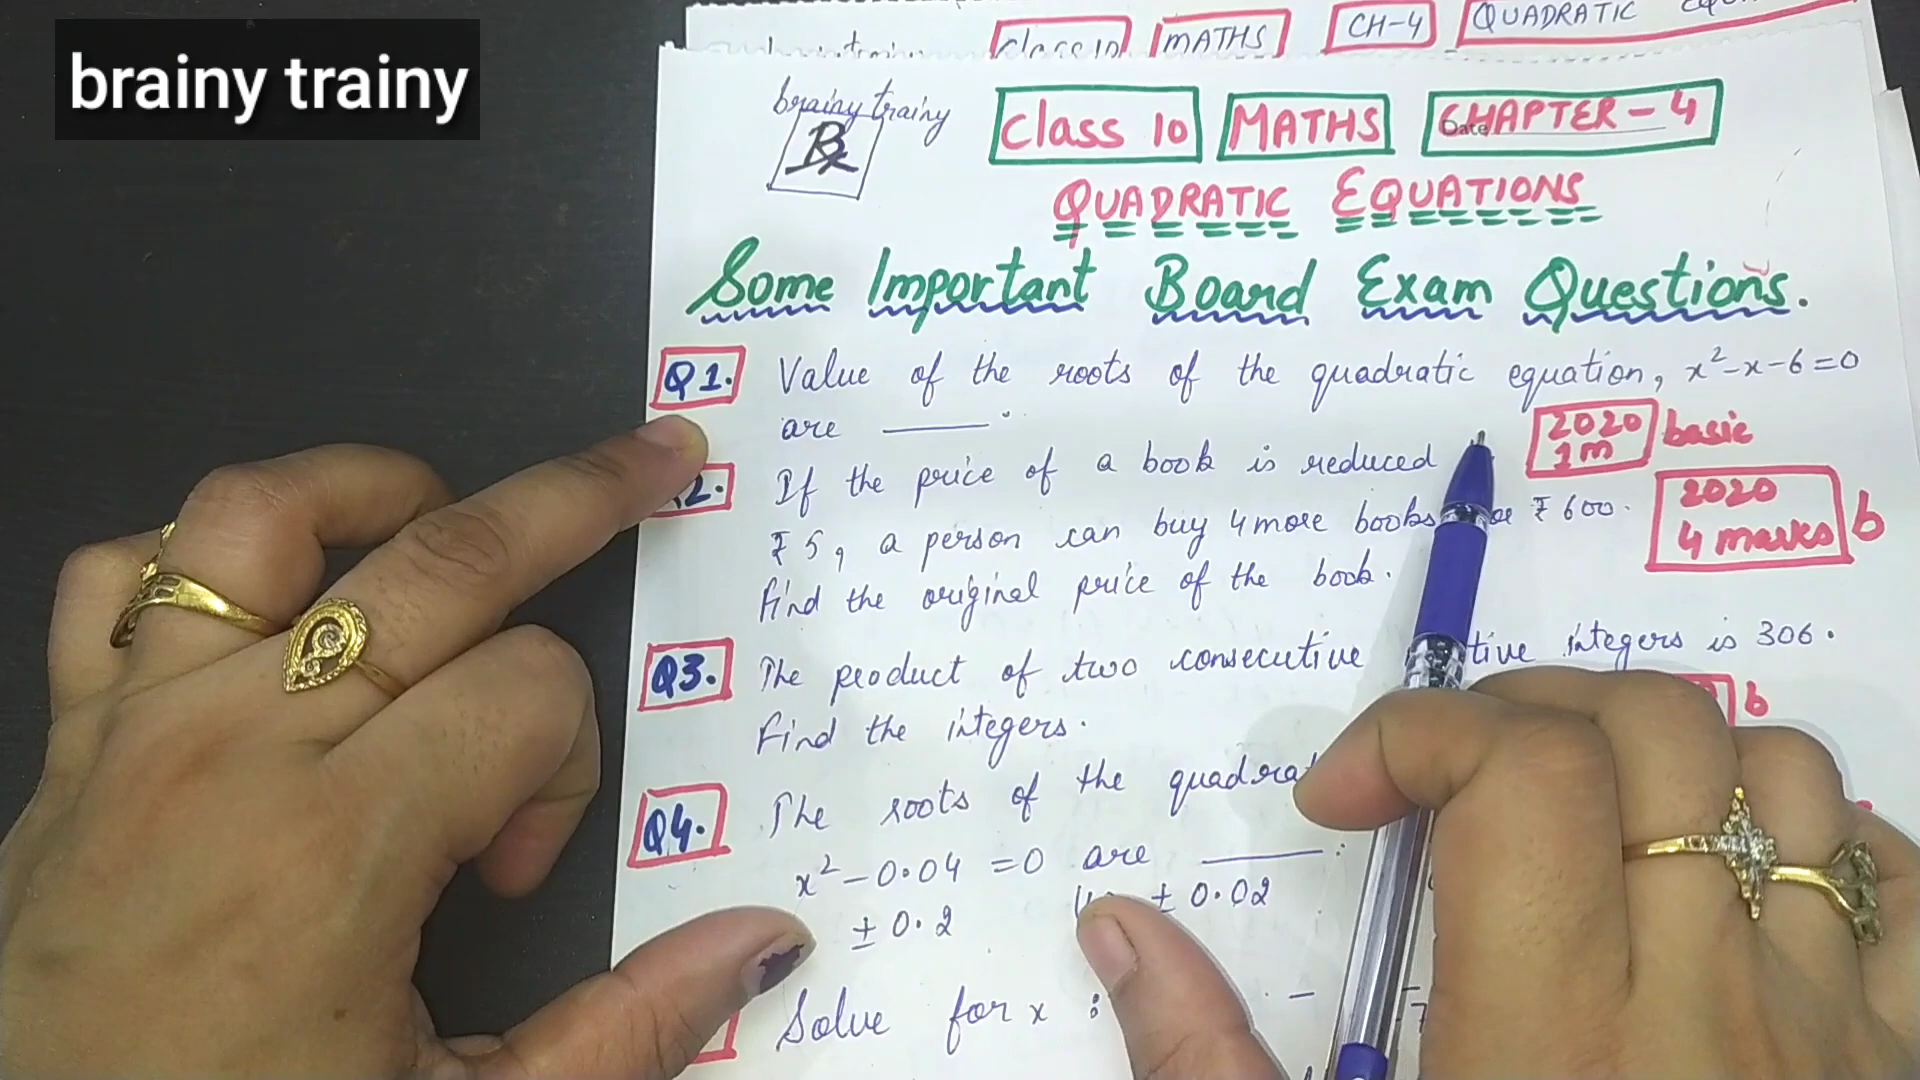 brainy trainy
class 10 MATHS CH-4 QUADRATIC
brainy trainy
Class 10 MATHS CHAPTER-4
Date
QUADRATIC EQUATIONS
Some Important Board Exam Questions.
Q1. Value of the roots of the quadratic equation, x²-x-6=0
are ______.
2020
1m basic
2. If the price of a book is reduced
₹5, a person can buy 4 more books ₹600.
2020
4 marks b
find the original price of the book.
Q3. The product of two consecutive integers is 306.
Find the integers.
b
Q4. The roots of the
x²-0.04 =0 are ______:
±0.2 ±0.02
Solve for x :